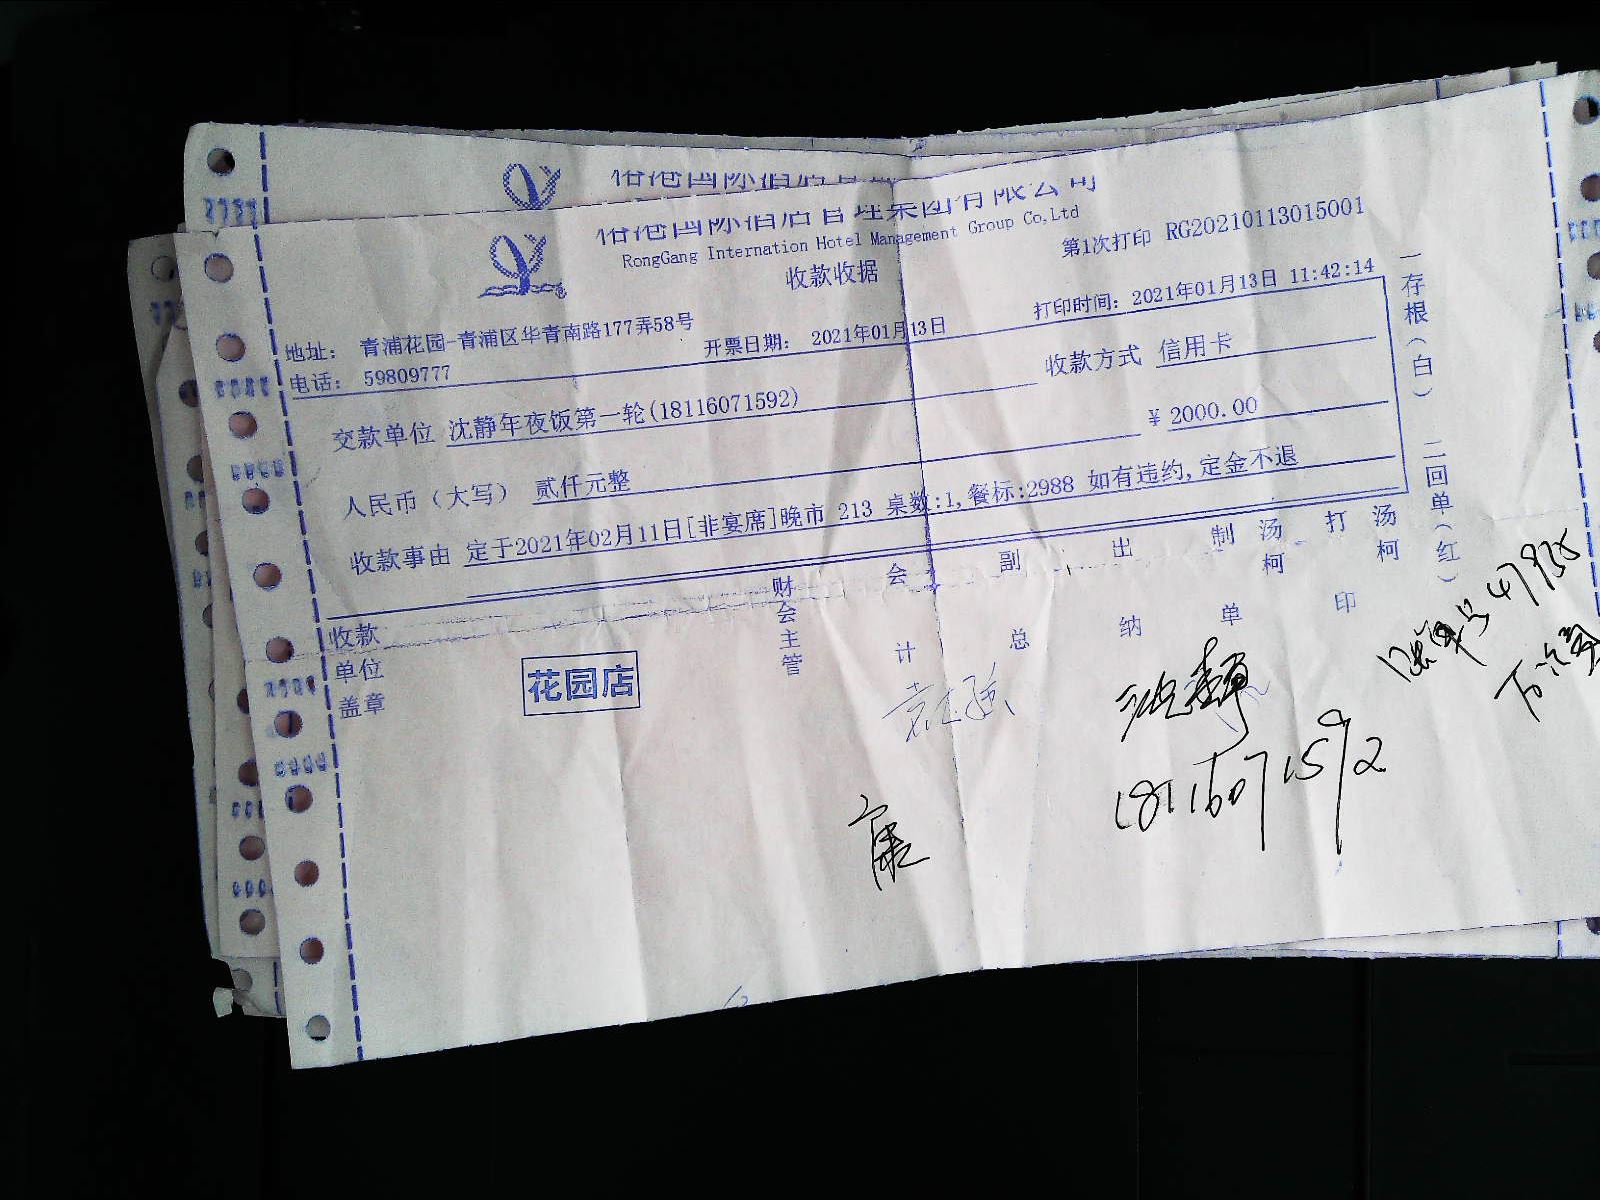 RongGang Internation Hotel Management Group Co,Ltd
收款收据
第1次打印 RG20210113015001
地址： 青浦花园-青浦区华青南路177弄58号
电话： 59809777
开票日期： 2021年01月13日
打印时间： 2021年01月13日 11:42:14
交款单位 沈静年夜饭第一轮(18116071592)
收款方式 信用卡
人民币（大写） 贰仟元整
¥ 2000.00
收款事由 定于2021年02月11日[非宴席]晚市 213 桌数:1,餐标:2988 如有违约,定金不退
一存根（白） 二回单（红）
收款单位盖章
花园店
财会主管
会计
副总
出纳
制单
汤柯
打印
汤柯
18116071592